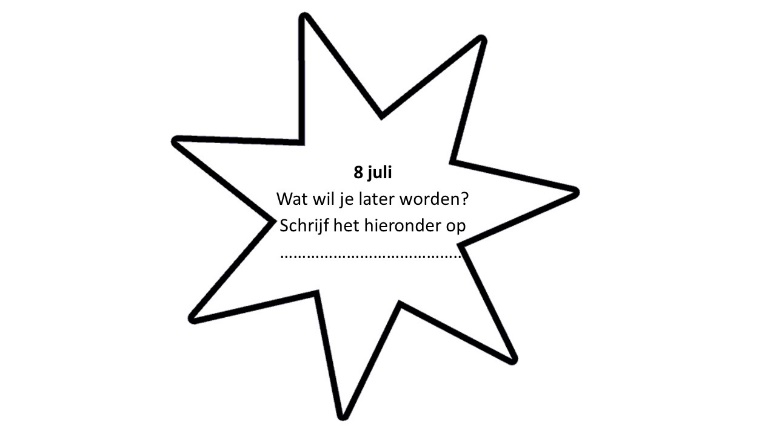 8 juli
Wat wil je later worden?
Schrijf het hieronder op
.........................................